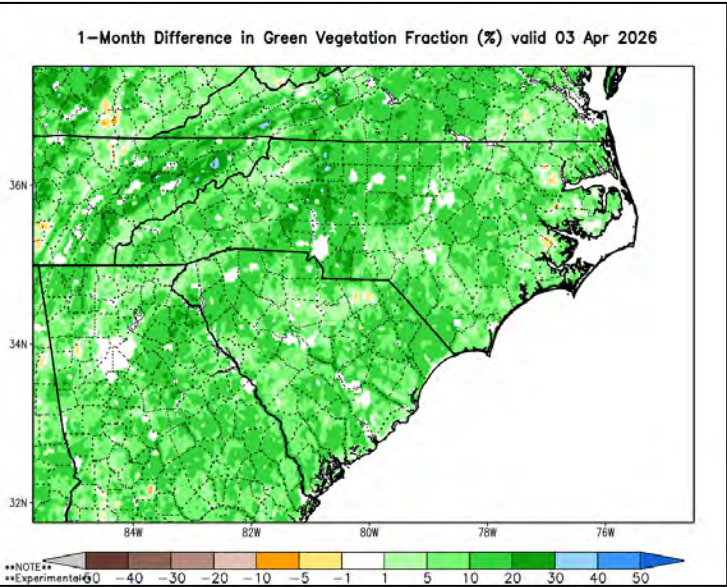 1-Month Difference in Green Vegetation Fraction (%) valid 03 Apr 2026
36N
34N
32N
84W 82W 80W 78W 76W
**NOTE**
**Experimental
-40 -30 -20 -10 -5 -1 1 5 10 20 30 40 50